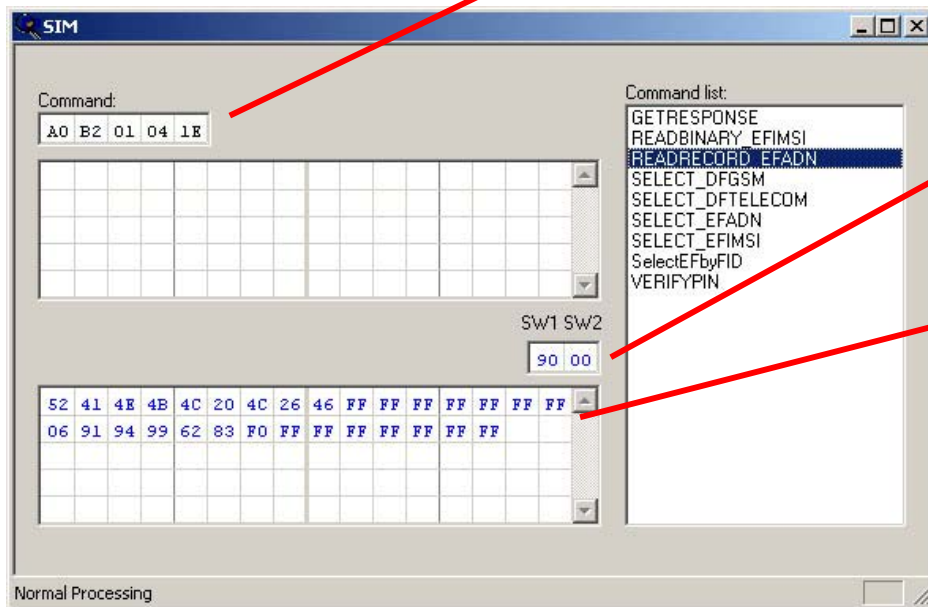 SIM
Command:
A0 B2 01 04 1E
Command list:
GETRESPONSE
READBINARY_EFIMSI
READRECORD_EFADN
SELECT_DFGSM
SELECT_DFTELECOM
SELECT_EFADN
SELECT_EFIMSI
SelectEFbyFID
VERIFYPIN
SW1 SW2
90 00
52 41 4E 4B 4C 20 4C 26 46 FF FF FF FF FF FF FF
06 91 94 99 62 83 F0 FF FF FF FF FF FF FF
Normal Processing